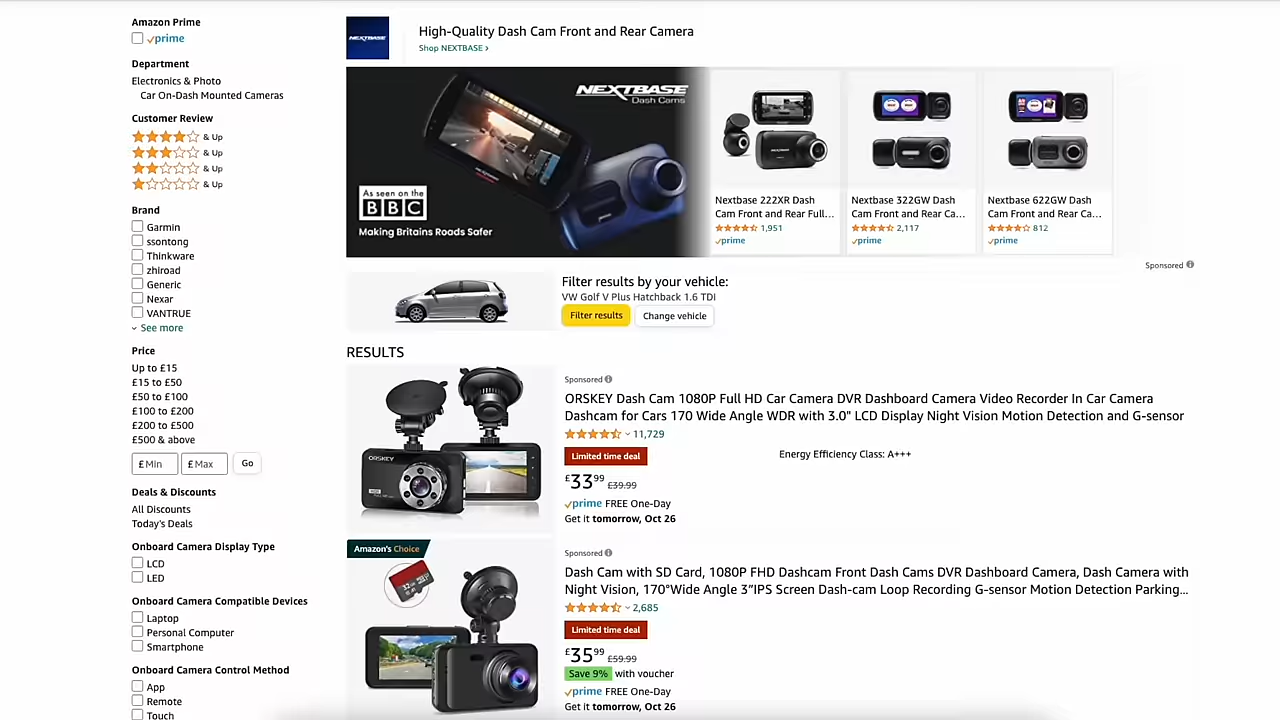 Amazon Prime
prime
Department
Electronics & Photo
Car On-Dash Mounted Cameras
Customer Review
& Up
& Up
& Up
& Up
Brand
Garmin
ssontong
Thinkware
zhiroad
Generic
Nexar
VANTRUE
See more
Price
Up to £15
£15 to £50
£50 to £100
£100 to £200
£200 to £500
£500 & above
£ Min £ Max Go
Deals & Discounts
All Discounts
Today's Deals
Onboard Camera Display Type
LCD
LED
Onboard Camera Compatible Devices
Laptop
Personal Computer
Smartphone
Onboard Camera Control Method
App
Remote
Touch
NEXTBASE
High-Quality Dash Cam Front and Rear Camera
Shop NEXTBASE ›
NEXTBASE
Dash Cams
As seen on the
BBC
Making Britains Roads Safer
Nextbase 222XR Dash
Cam Front and Rear Full...
1,951
prime
Nextbase 322GW Dash
Cam Front and Rear Ca...
2,117
prime
Nextbase 622GW Dash
Cam Front and Rear Ca...
812
prime
Sponsored
Filter results by your vehicle:
VW Golf V Plus Hatchback 1.6 TDI
Filter results Change vehicle
RESULTS
ORSKEY
Sponsored
ORSKEY Dash Cam 1080P Full HD Car Camera DVR Dashboard Camera Video Recorder In Car Camera
Dashcam for Cars 170 Wide Angle WDR with 3.0" LCD Display Night Vision Motion Detection and G-sensor
11,729
Limited time deal
Energy Efficiency Class: A+++
£33.99 £39.99
prime FREE One-Day
Get it tomorrow, Oct 26
Amazon's Choice
32
Sponsored
Dash Cam with SD Card, 1080P FHD Dashcam Front Dash Cams DVR Dashboard Camera, Dash Camera with
Night Vision, 170°Wide Angle 3”IPS Screen Dash-cam Loop Recording G-sensor Motion Detection Parking...
2,685
Limited time deal
£35.99 £59.99
Save 9% with voucher
prime FREE One-Day
Get it tomorrow, Oct 26